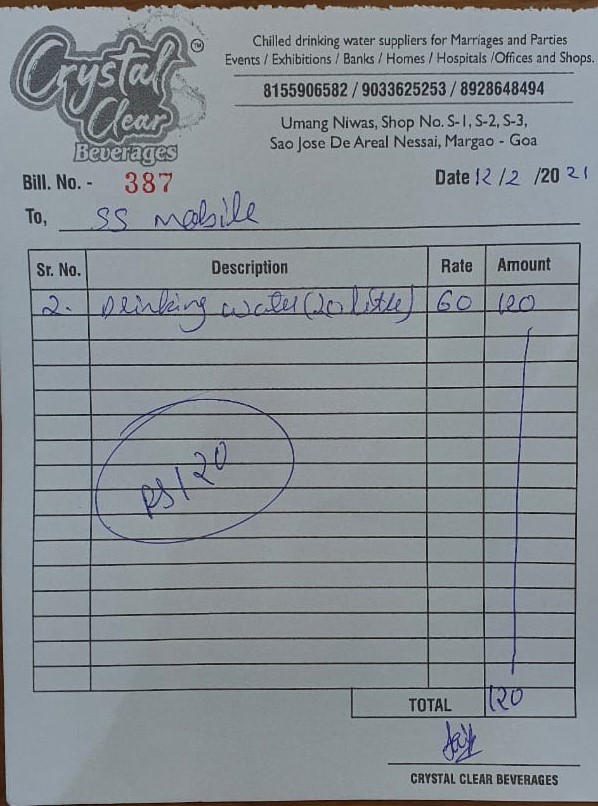 Crystal
Clear
Beverages
TM
Chilled drinking water suppliers for Marriages and Parties
Events / Exhibitions / Banks / Homes / Hospitals /Offices and Shops.
8155906582 / 9033625253 / 8928648494
Umang Niwas, Shop No. S-1, S-2, S-3,
Sao Jose De Areal Nessai, Margao - Goa
Bill. No. - 387
Date 12/2 /2021
To, SS Mobile
Sr. No. Description Rate Amount
2. Drinking water (20 litre) 60 120
RS 120
TOTAL 120
CRYSTAL CLEAR BEVERAGES